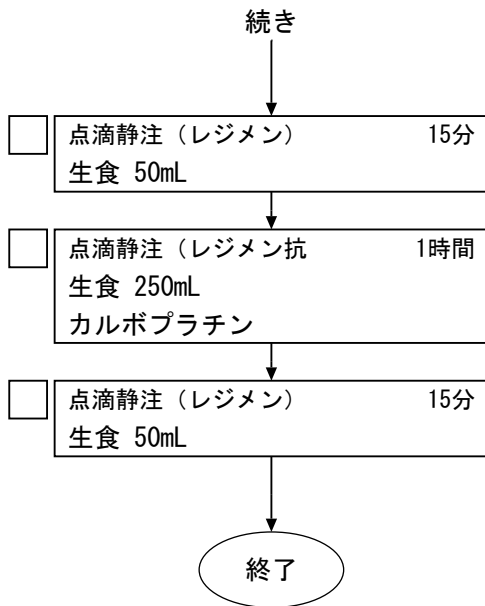 続き
点滴静注（レジメン） 15分
生食 50mL
点滴静注（レジメン抗 1時間
生食 250mL
カルボプラチン
点滴静注（レジメン） 15分
生食 50mL
終了